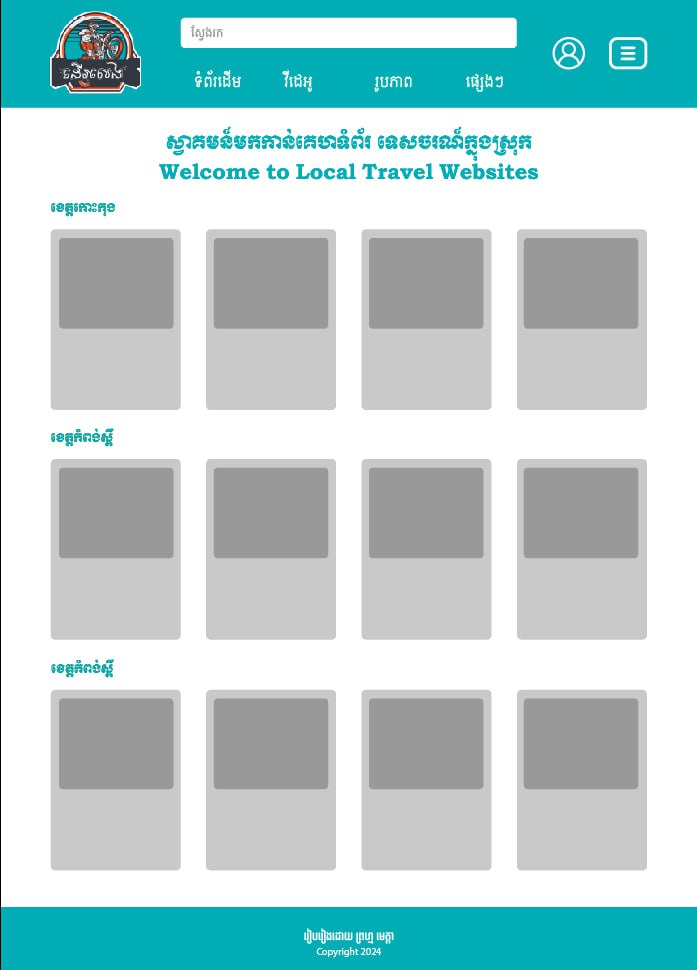 ដើរលេង
ស្វែងរក
ទំព័រដើម វីដេអូ រូបភាព ផ្សេងៗ
ស្វាគមន៍មកកាន់គេហទំព័រ ទេសចរណ៍ក្នុងស្រុក
Welcome to Local Travel Websites
ខេត្តកោះកុង
ខេត្តកំពង់ស្ពឺ
ខេត្តកំពង់ស្ពឺ
រៀបរៀងដោយ ព្រហ្ម មេត្តា
Copyright 2024